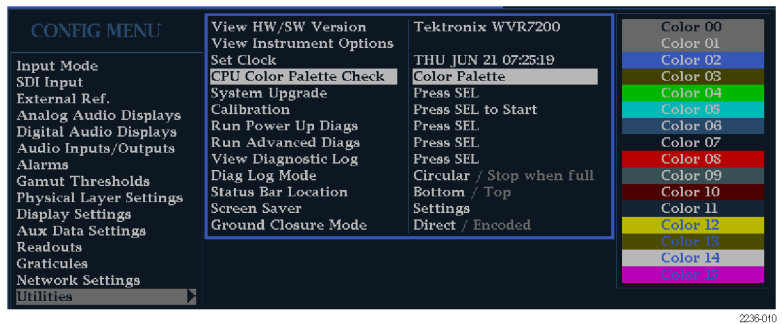 CONFIG MENU
Input Mode
SDI Input
External Ref.
Analog Audio Displays
Digital Audio Displays
Audio Inputs/Outputs
Alarms
Gamut Thresholds
Physical Layer Settings
Display Settings
Aux Data Settings
Readouts
Graticules
Network Settings
Utilities
View HW/SW Version Tektronix WVR7200
View Instrument Options
Set Clock THU JUN 21 07:25:19
CPU Color Palette Check Color Palette
System Upgrade Press SEL
Calibration Press SEL to Start
Run Power Up Diags Press SEL
Run Advanced Diags Press SEL
View Diagnostic Log Press SEL
Diag Log Mode Circular / Stop when full
Status Bar Location Bottom / Top
Screen Saver Settings
Ground Closure Mode Direct / Encoded
Color 00
Color 01
Color 02
Color 03
Color 04
Color 05
Color 06
Color 07
Color 08
Color 09
Color 10
Color 11
Color 12
Color 13
Color 14
Color 15
2236-010